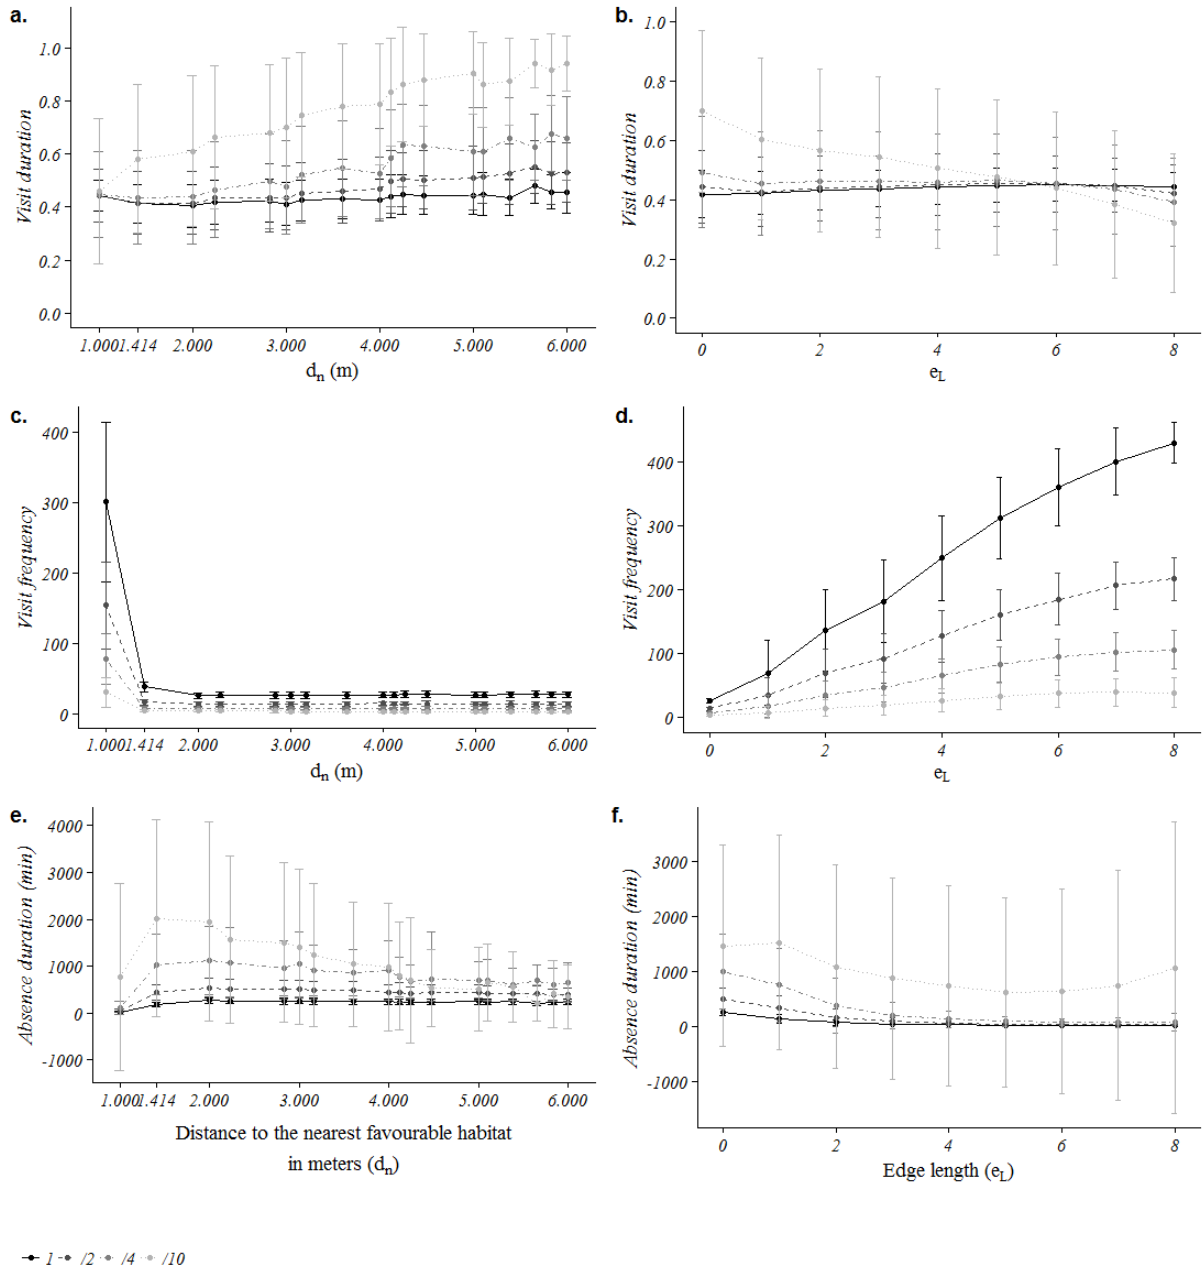 a.
Visit duration
1.0
0.8
0.6
0.4
0.2
0.0
1.000 1.414 2.000 3.000 4.000 5.000 6.000
dn (m)
b.
Visit duration
1.0
0.8
0.6
0.4
0.2
0.0
0 2 4 6 8
eL
c.
Visit frequency
400
300
200
100
0
1.000 1.414 2.000 3.000 4.000 5.000 6.000
dn (m)
d.
Visit frequency
400
300
200
100
0
0 2 4 6 8
eL
e.
Absence duration (min)
4000
3000
2000
1000
0
-1000
1.000 1.414 2.000 3.000 4.000 5.000 6.000
Distance to the nearest favourable habitat
in meters (dn)
f.
Absence duration (min)
3000
2000
1000
0
-1000
0 2 4 6 8
Edge length (eL)
1 /2 /4 /10